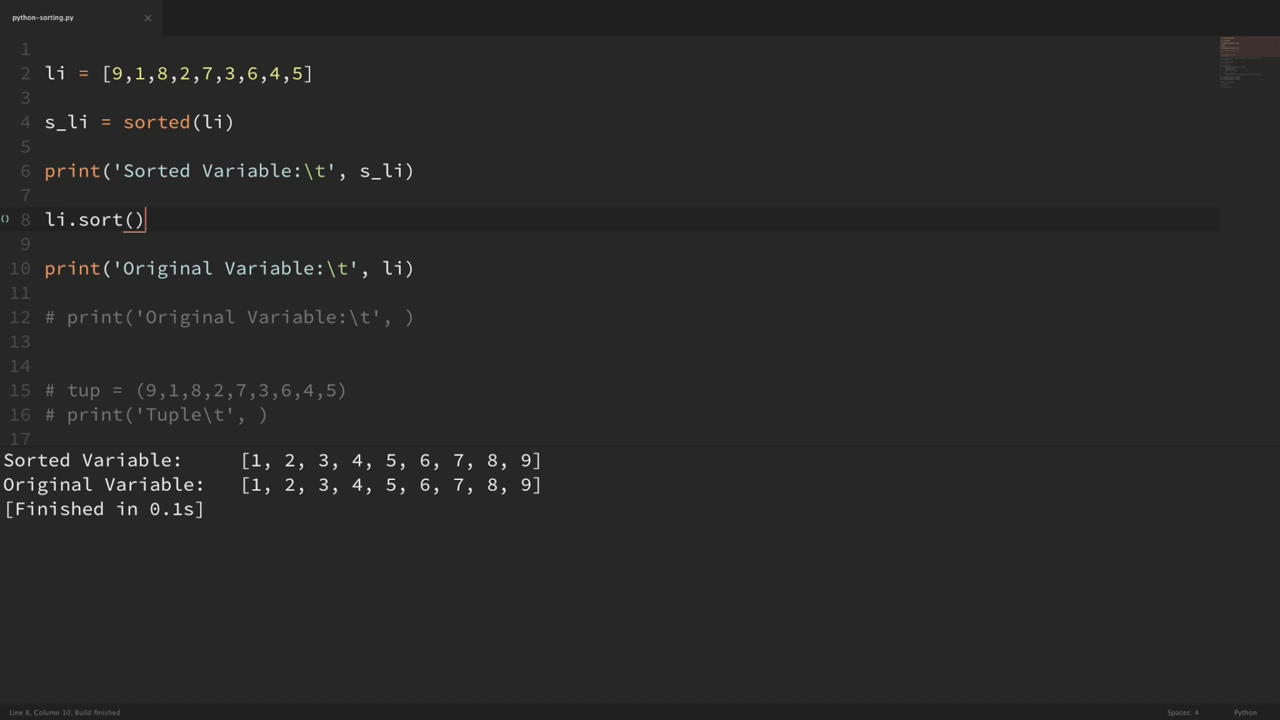 python-sorting.py ×
1
2 li = [9,1,8,2,7,3,6,4,5]
3
4 s_li = sorted(li)
5
6 print('Sorted Variable:\t', s_li)
7
() 8 li.sort()
9
10 print('Original Variable:\t', li)
11
12 # print('Original Variable:\t', )
13
14
15 # tup = (9,1,8,2,7,3,6,4,5)
16 # print('Tuple\t', )
17
Sorted Variable: [1, 2, 3, 4, 5, 6, 7, 8, 9]
Original Variable: [1, 2, 3, 4, 5, 6, 7, 8, 9]
[Finished in 0.1s]
Line 8, Column 10; Build finished Spaces: 4 Python